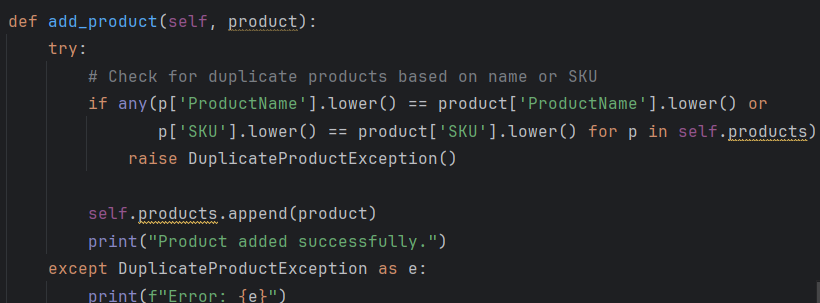 def add_product(self, product):
    try:
        # Check for duplicate products based on name or SKU
        if any(p['ProductName'].lower() == product['ProductName'].lower() or
               p['SKU'].lower() == product['SKU'].lower() for p in self.products)
            raise DuplicateProductException()
        self.products.append(product)
        print("Product added successfully.")
    except DuplicateProductException as e:
        print(f"Error: {e}")